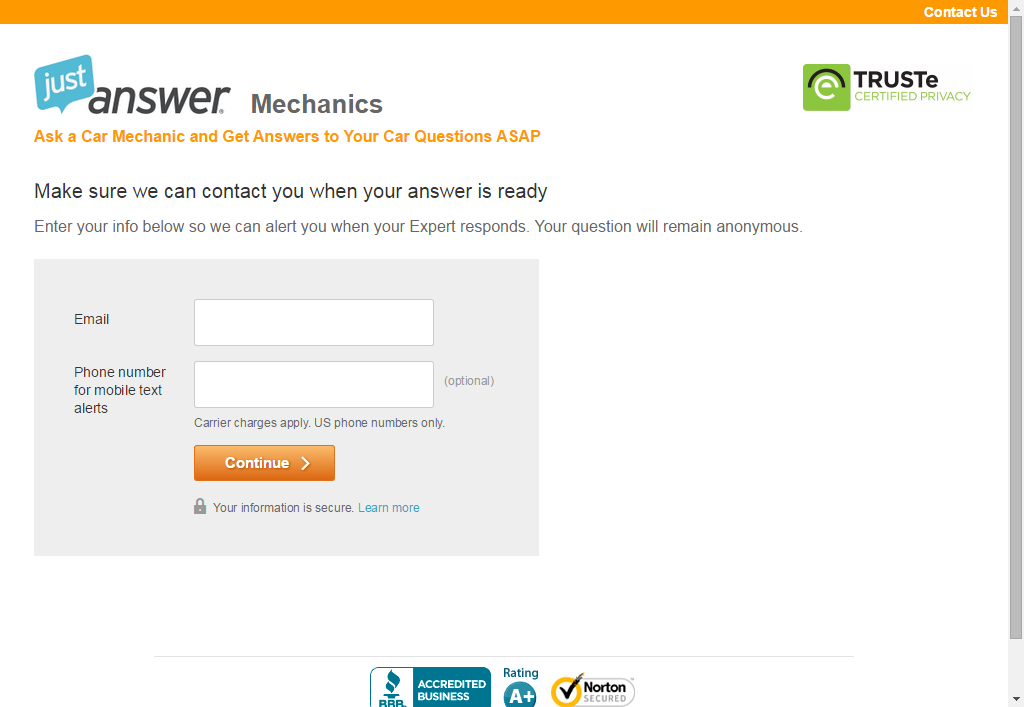 Contact Us
just answer® Mechanics
TRUSTe
CERTIFIED PRIVACY
Ask a Car Mechanic and Get Answers to Your Car Questions ASAP
Make sure we can contact you when your answer is ready
Enter your info below so we can alert you when your Expert responds. Your question will remain anonymous.
Email
Phone number
for mobile text
alerts
(optional)
Carrier charges apply. US phone numbers only.
Continue
Your information is secure. Learn more
BBR
ACCREDITED
BUSINESS
Rating
A+
Norton
SECURED